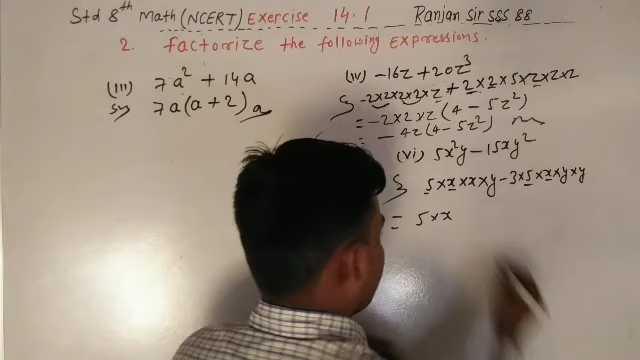 Std 8th Math (NCERT) Exercise 14.1 Ranjan sir sss 88
2. factorize the following Expressions.
(III) 7a² + 14a
7a(a+2) a
(iv) -16z + 20z³
-2×2×2×2×z + 2×2×5×z×z×z
= -2×2×z(4-5z²)
= -4z(4-5z²)
(vi) 5x²y - 15xy²
5×x×x×y - 3×5×x×y×y
= 5×x